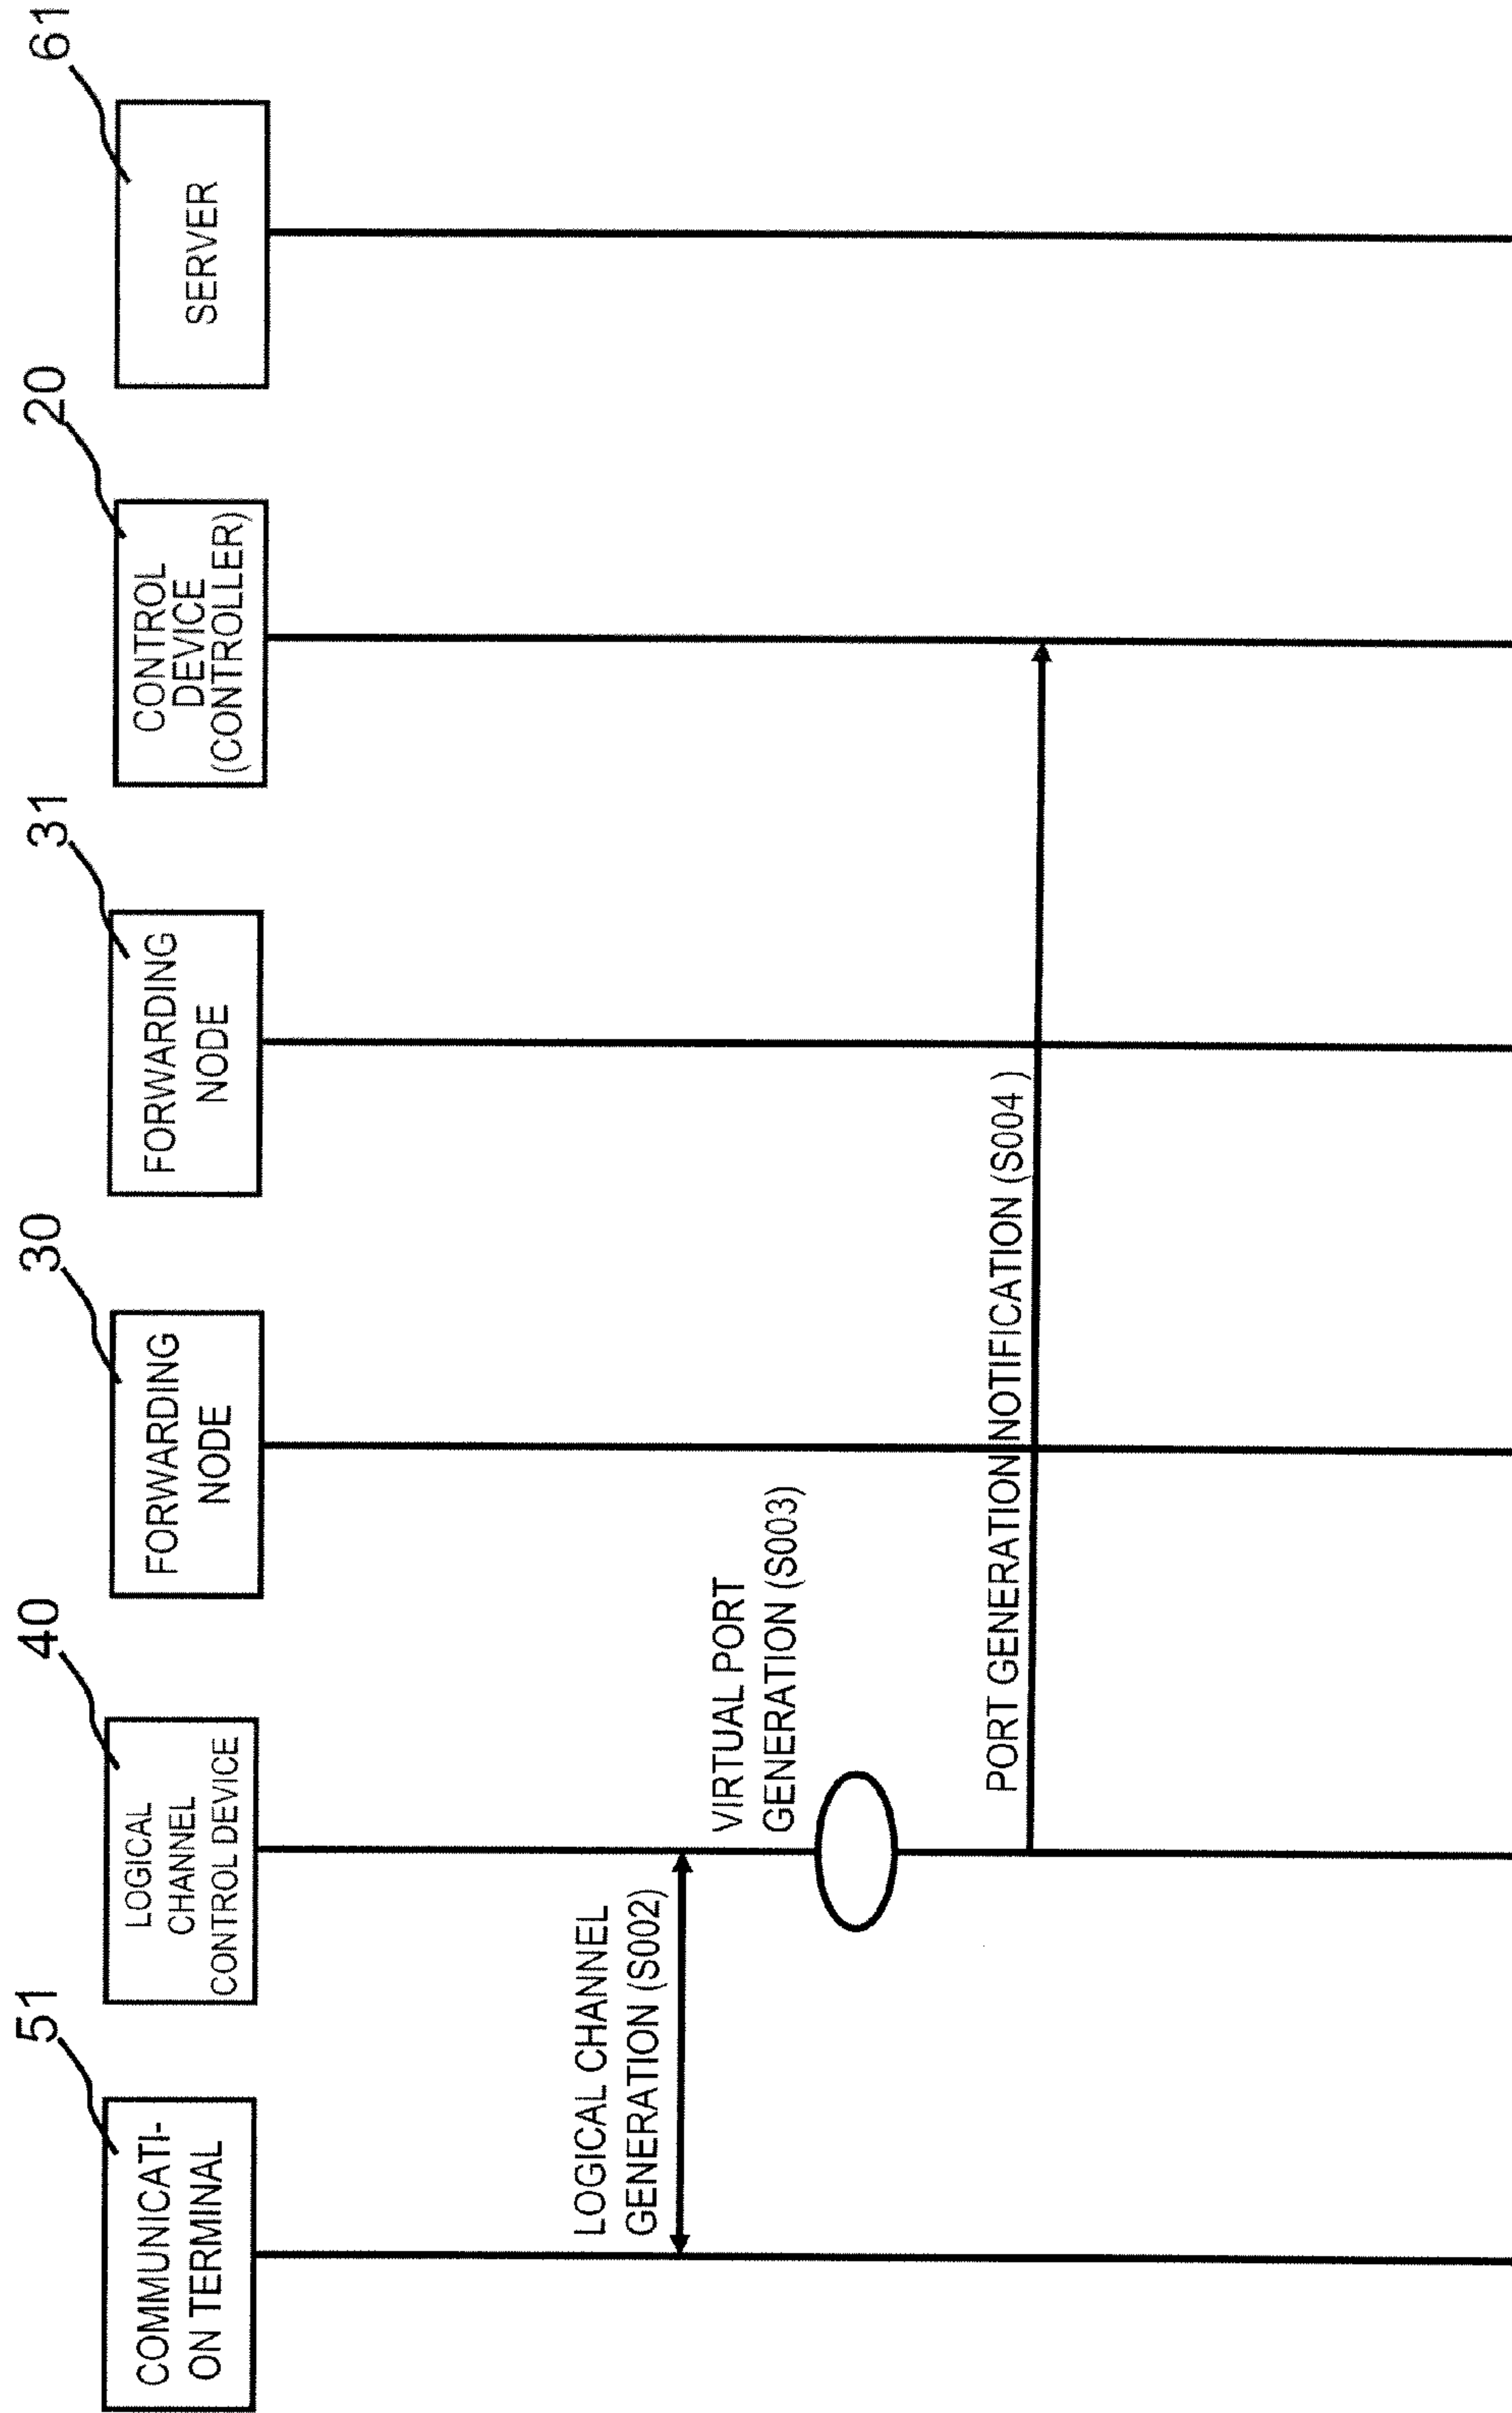 51
COMMUNICATI-
ON TERMINAL
40
LOGICAL
CHANNEL
CONTROL DEVICE
30
FORWARDING
NODE
31
FORWARDING
NODE
20
CONTROL
DEVICE
(CONTROLLER)
61
SERVER
LOGICAL CHANNEL
GENERATION (S002)
VIRTUAL PORT
GENERATION (S003)
PORT GENERATION NOTIFICATION (S004 )